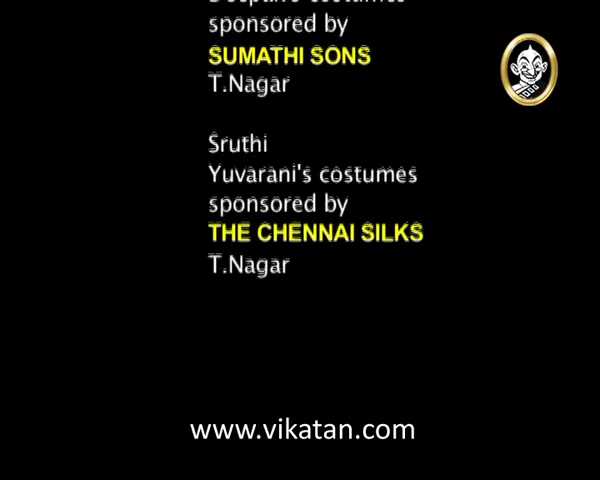 sponsored by
SUMATHI SONS
T.Nagar
Sruthi
Yuvarani's costumes
sponsored by
THE CHENNAI SILKS
T.Nagar
www.vikatan.com